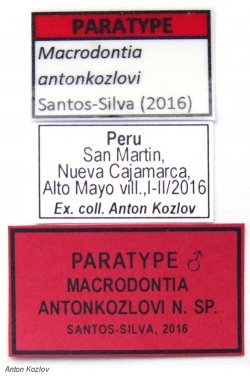 PARATYPE
Macrodontia
antonkozlovi
Santos-Silva (2016)
Peru
San Martin,
Nueva Cajamarca,
Alto Mayo vill.,I-II/2016
Ex. coll. Anton Kozlov
PARATYPE ♂
MACRODONTIA
ANTONKOZLOVI N. SP.
SANTOS-SILVA, 2016
Anton Kozlov